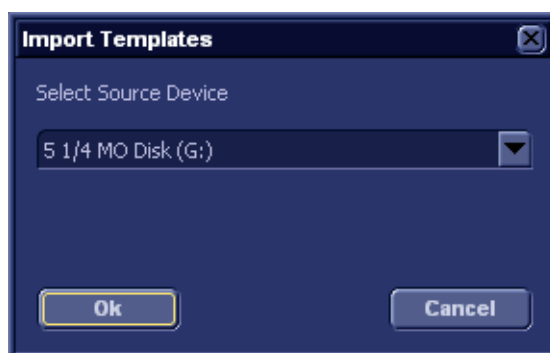 Import Templates
Select Source Device
5 1/4 MO Disk (G:)
Ok
Cancel